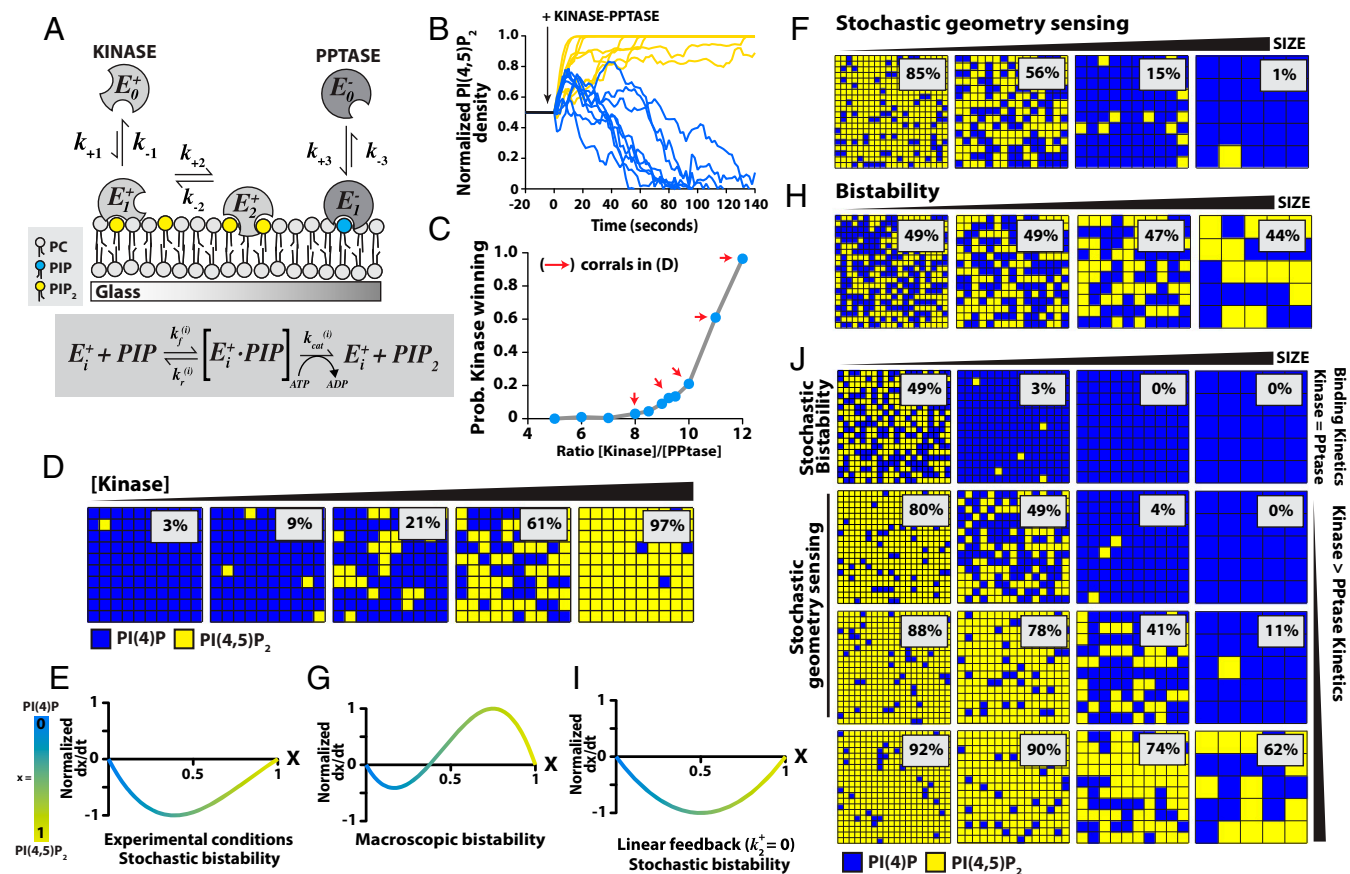 A
KINASE
PPTASE
E0+
E0-
k+1
k-1
k+2
k-2
k+3
k-3
E1+
E2+
E1-
PC
PIP
PIP2
Glass
Ei+ + PIP kf(i) kr(i) [Ei+·PIP] kcat(i) ATP ADP Ei+ + PIP2
B
+ KINASE-PPTASE
Normalized PI(4,5)P2
density
1.0
0.8
0.6
0.4
0.2
0
-20 0 20 40 60 80 100 120 140
Time (seconds)
C
(→) corrals in (D)
Prob. Kinase winning
1.0
0.8
0.6
0.4
0.2
0
4 6 8 10 12
Ratio [Kinase]/[PPtase]
D
[Kinase]
3% 9% 21% 61% 97%
PI(4)P PI(4,5)P2
E
PI(4)P
0
x =
1
PI(4,5)P2
Normalized
dx/dt
1
0
-1
0.5
1
X
Experimental conditions
Stochastic bistability
G
Normalized
dx/dt
1
0
-1
0.5
1
X
Macroscopic bistability
I
Normalized
dx/dt
1
0
-1
0.5
1
X
Linear feedback (k2+ = 0)
Stochastic bistability
F
Stochastic geometry sensing
SIZE
85% 56% 15% 1%
H
Bistability
SIZE
49% 49% 47% 44%
J
SIZE
Stochastic
Bistability
49% 3% 0% 0%
Binding Kinetics
Kinase = PPtase
Stochastic
geometry sensing
80% 49% 4% 0%
88% 78% 41% 11%
92% 90% 74% 62%
Kinase > PPtase Kinetics
PI(4)P PI(4,5)P2